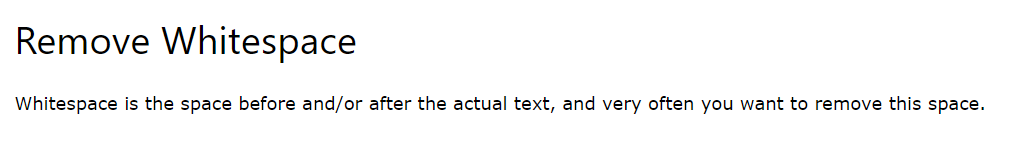 Remove Whitespace
Whitespace is the space before and/or after the actual text, and very often you want to remove this space.